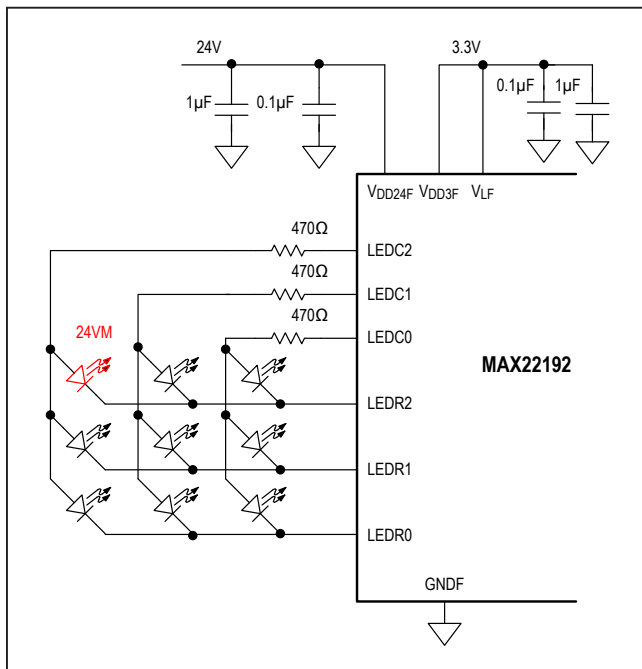 24V 3.3V
1µF 0.1µF 0.1µF 1µF
VDD24F VDD3F VLF
470Ω
LEDC2
470Ω
LEDC1
470Ω
LEDC0
24VM
MAX22192
LEDR2
LEDR1
LEDR0
GNDF